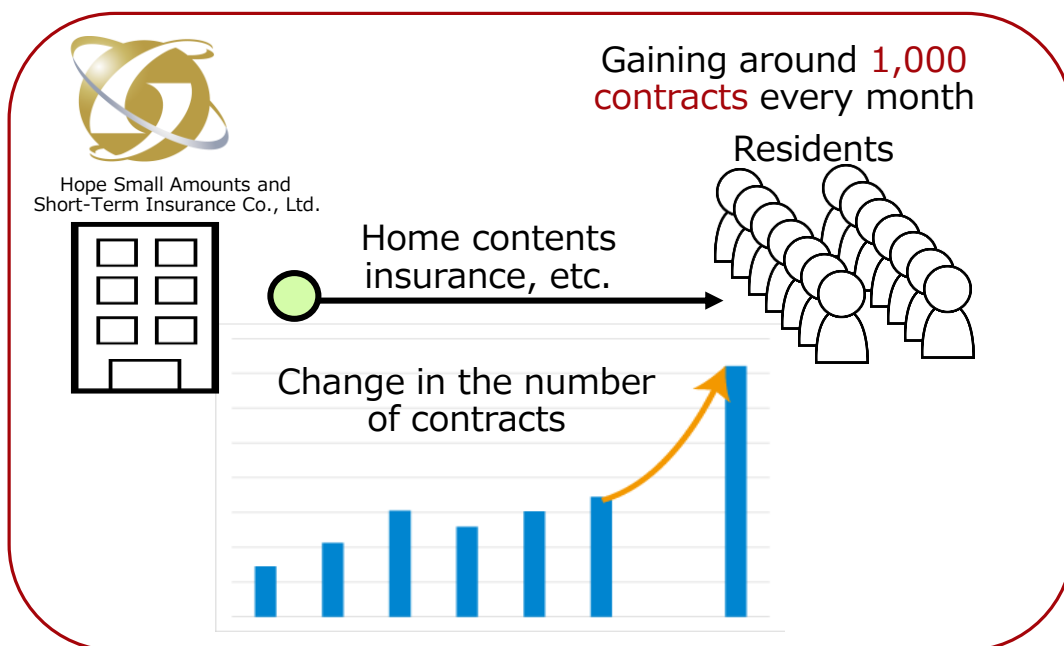 Gaining around 1,000
contracts every month
Hope Small Amounts and
Short-Term Insurance Co., Ltd.
Residents
Home contents
insurance, etc.
Change in the number
of contracts